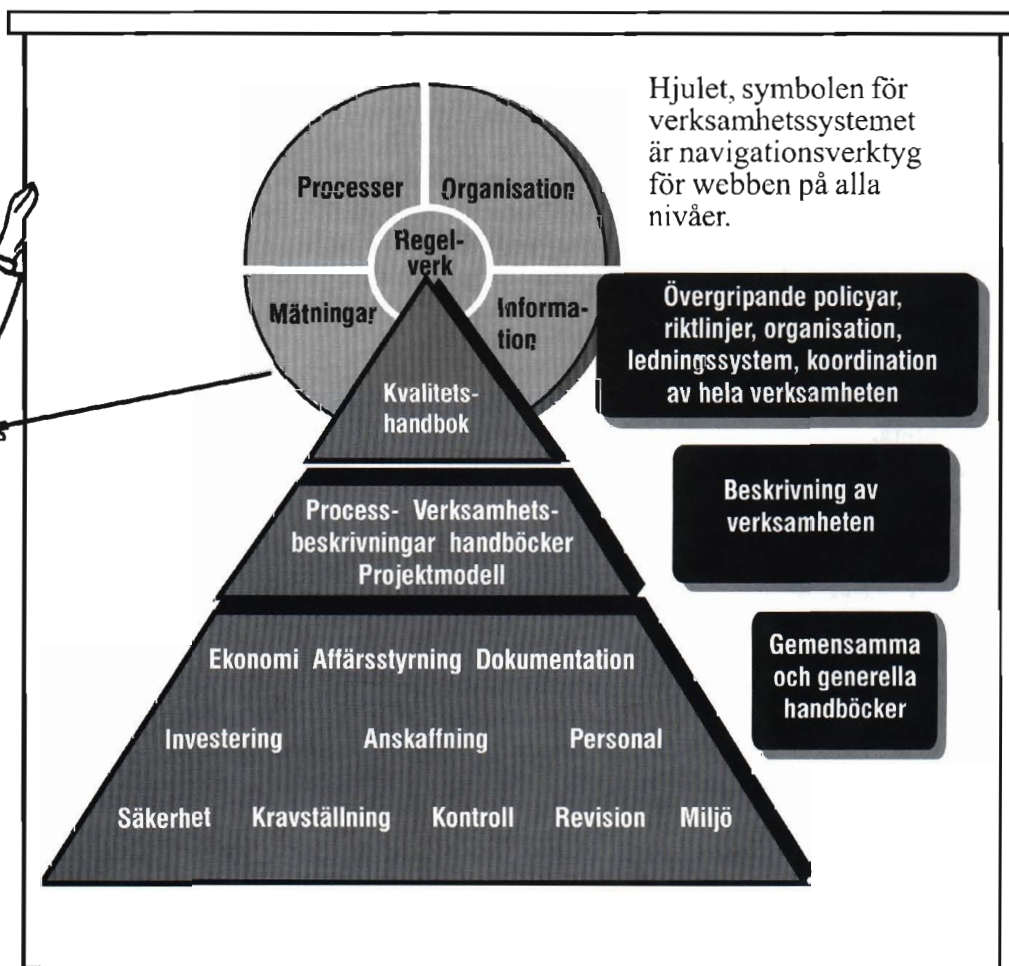 Hjulet, symbolen för
verksamhetssystemet
är navigationsverktyg
för webben på alla
nivåer.
Processer
Organisation
Regel-
verk
Mätningar
Informa-
tion
Övergripande policyar,
riktlinjer, organisation,
ledningssystem, koordination
av hela verksamheten
Kvalitets-
handbok
Beskrivning av
verksamheten
Process- Verksamhets-
beskrivningar handböcker
Projektmodell
Gemensamma
och generella
handböcker
Ekonomi Affärsstyrning Dokumentation
Investering Anskaffning Personal
Säkerhet Kravställning Kontroll Revision Miljö